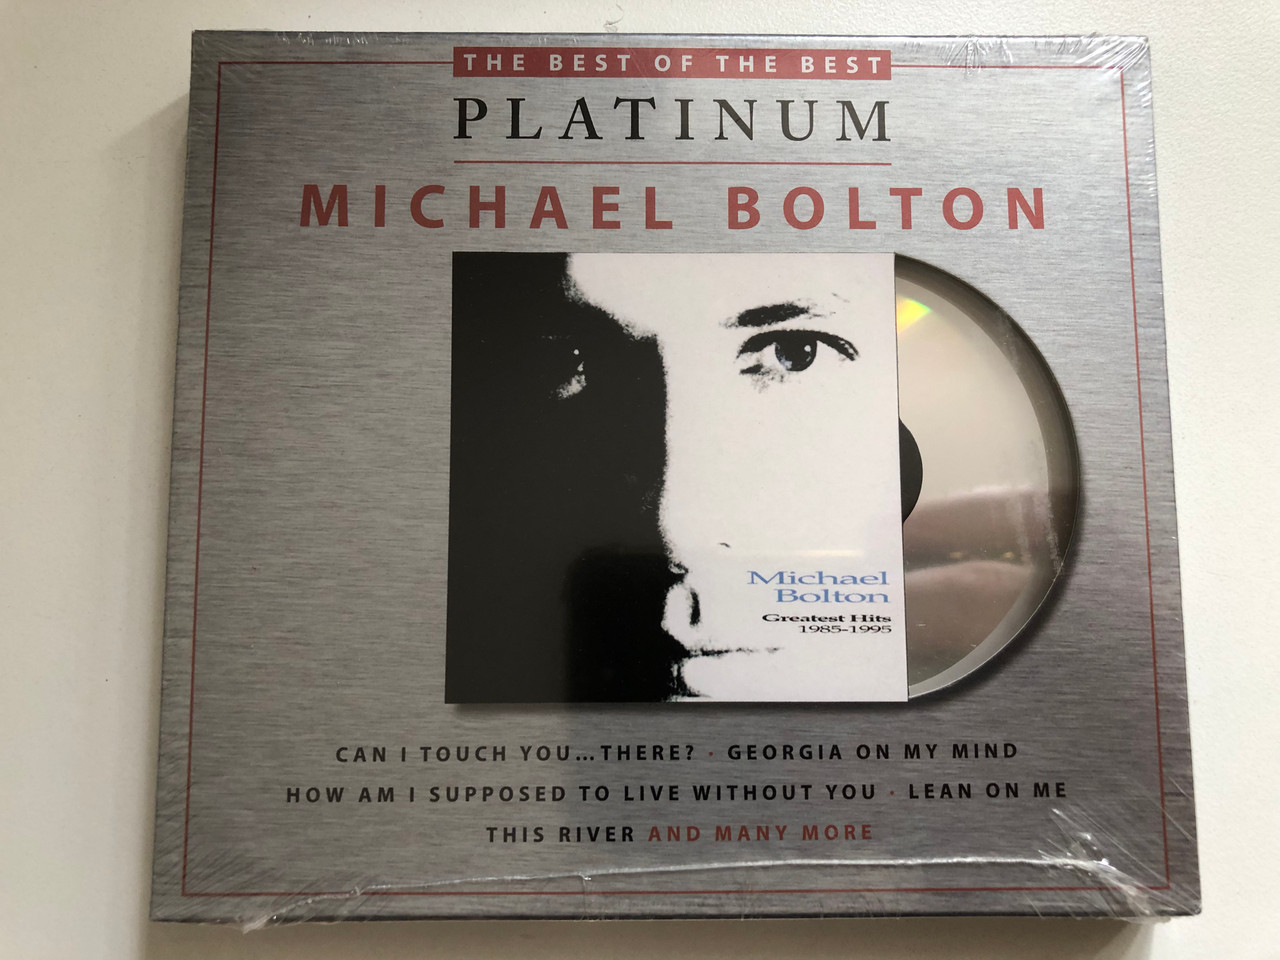 THE BEST OF THE BEST
PLATINUM
MICHAEL BOLTON
Michael
Bolton
Greatest Hits
1985-1995
CAN I TOUCH YOU...THERE? · GEORGIA ON MY MIND
HOW AM I SUPPOSED TO LIVE WITHOUT YOU · LEAN ON ME
THIS RIVER AND MANY MORE